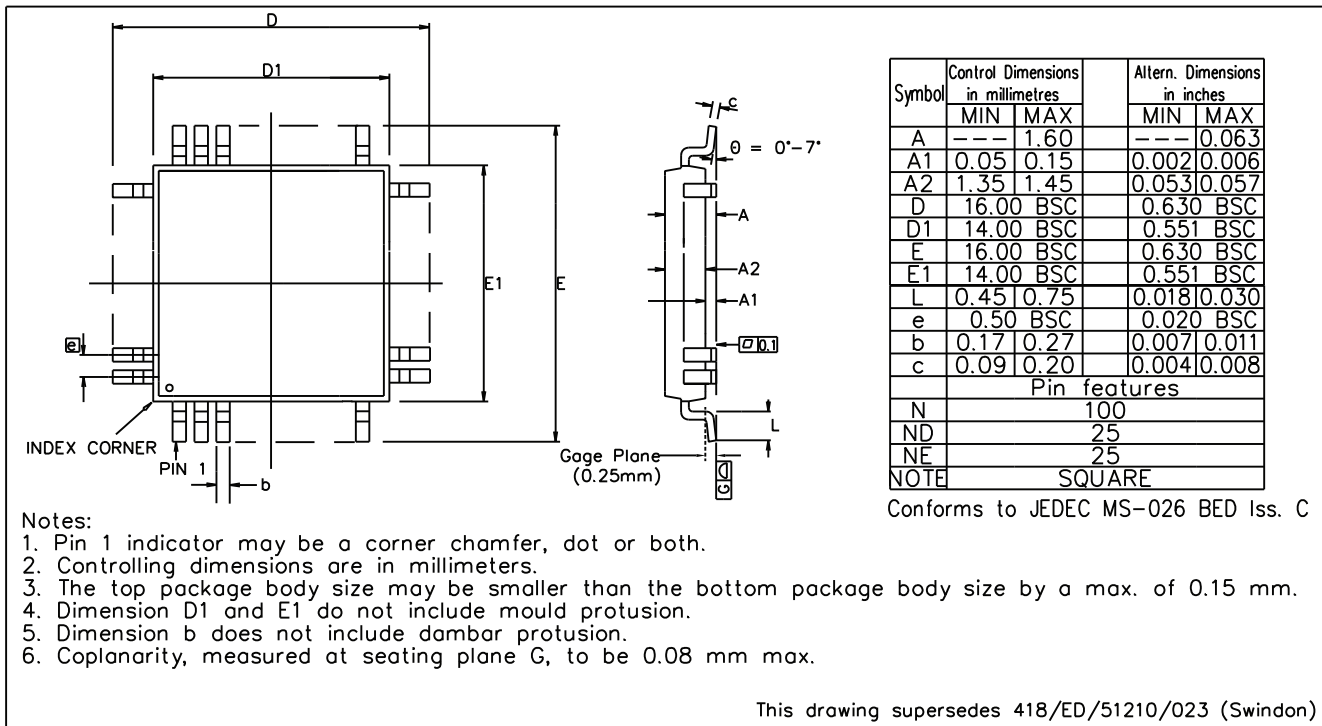 D
D1
c
θ = 0°-7°
A
A2
E1
E
A1
e
0.1
INDEX CORNER
PIN 1
b
L
Gage Plane
(0.25mm)
G
Symbol Control Dimensions in millimetres Altern. Dimensions in inches
MIN MAX MIN MAX
A --- 1.60 --- 0.063
A1 0.05 0.15 0.002 0.006
A2 1.35 1.45 0.053 0.057
D 16.00 BSC 0.630 BSC
D1 14.00 BSC 0.551 BSC
E 16.00 BSC 0.630 BSC
E1 14.00 BSC 0.551 BSC
L 0.45 0.75 0.018 0.030
e 0.50 BSC 0.020 BSC
b 0.17 0.27 0.007 0.011
c 0.09 0.20 0.004 0.008
Pin features
N 100
ND 25
NE 25
NOTE SQUARE
Conforms to JEDEC MS-026 BED Iss. C
Notes:
1. Pin 1 indicator may be a corner chamfer, dot or both.
2. Controlling dimensions are in millimeters.
3. The top package body size may be smaller than the bottom package body size by a max. of 0.15 mm.
4. Dimension D1 and E1 do not include mould protusion.
5. Dimension b does not include dambar protusion.
6. Coplanarity, measured at seating plane G, to be 0.08 mm max.
This drawing supersedes 418/ED/51210/023 (Swindon)